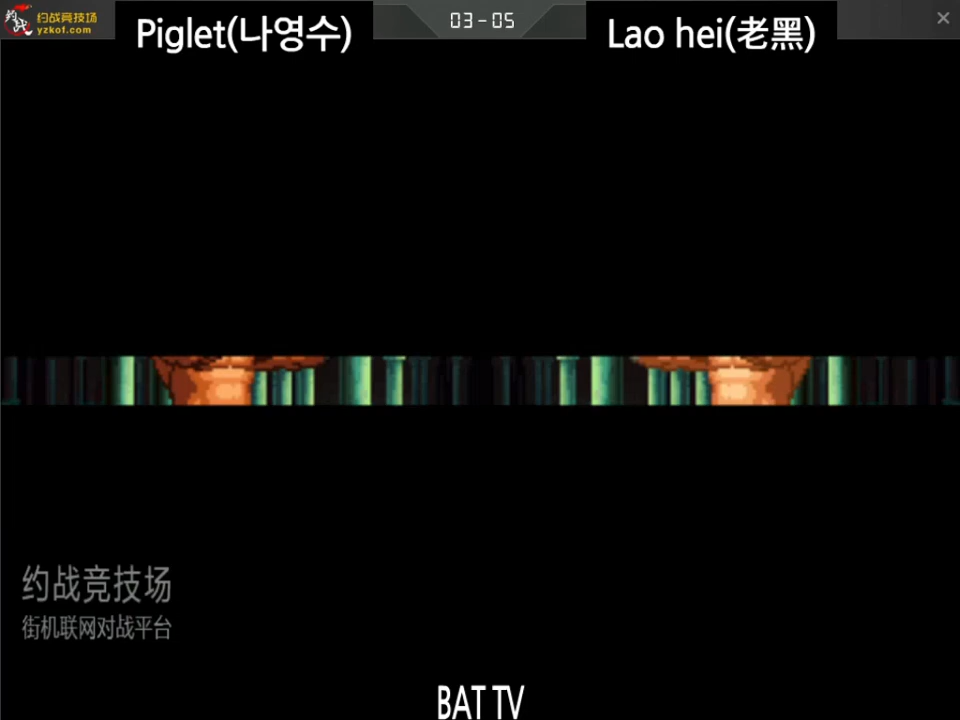 约战竞技场
yzkof.com
Piglet(나영수)
03-05
Lao hei(老黑)
约战竞技场
街机联网对战平台
BAT TV